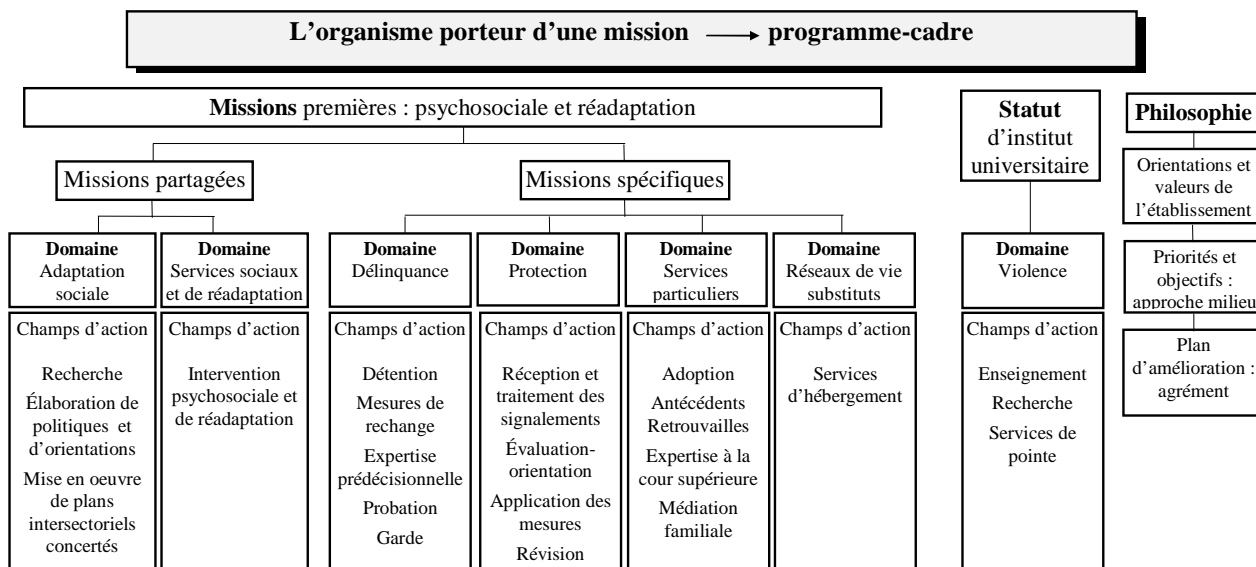 L'organisme porteur d'une mission → programme-cadre
Missions premières : psychosociale et réadaptation
Missions partagées
Missions spécifiques
Domaine
Adaptation
sociale
Champs d'action
Recherche
Élaboration de
politiques et
d'orientations
Mise en oeuvre
de plans
intersectoriels
concertés
Domaine
Services sociaux
et de réadaptation
Champs d'action
Intervention
psychosociale et
de réadaptation
Domaine
Délinquance
Champs d'action
Détention
Mesures de
rechange
Expertise
prédécisionnelle
Probation
Garde
Domaine
Protection
Champs d'action
Réception et
traitement des
signalements
Évaluation-
orientation
Application des
mesures
Révision
Domaine
Services
particuliers
Champs d'action
Adoption
Antécédents
Retrouvailles
Expertise à la
cour supérieure
Médiation
familiale
Domaine
Réseaux de vie
substituts
Champs d'action
Services
d'hébergement
Statut
d'institut
universitaire
Domaine
Violence
Champs d'action
Enseignement
Recherche
Services de
pointe
Philosophie
Orientations et
valeurs de
l'établissement
Priorités et
objectifs :
approche milieu
Plan
d'amélioration :
agrément